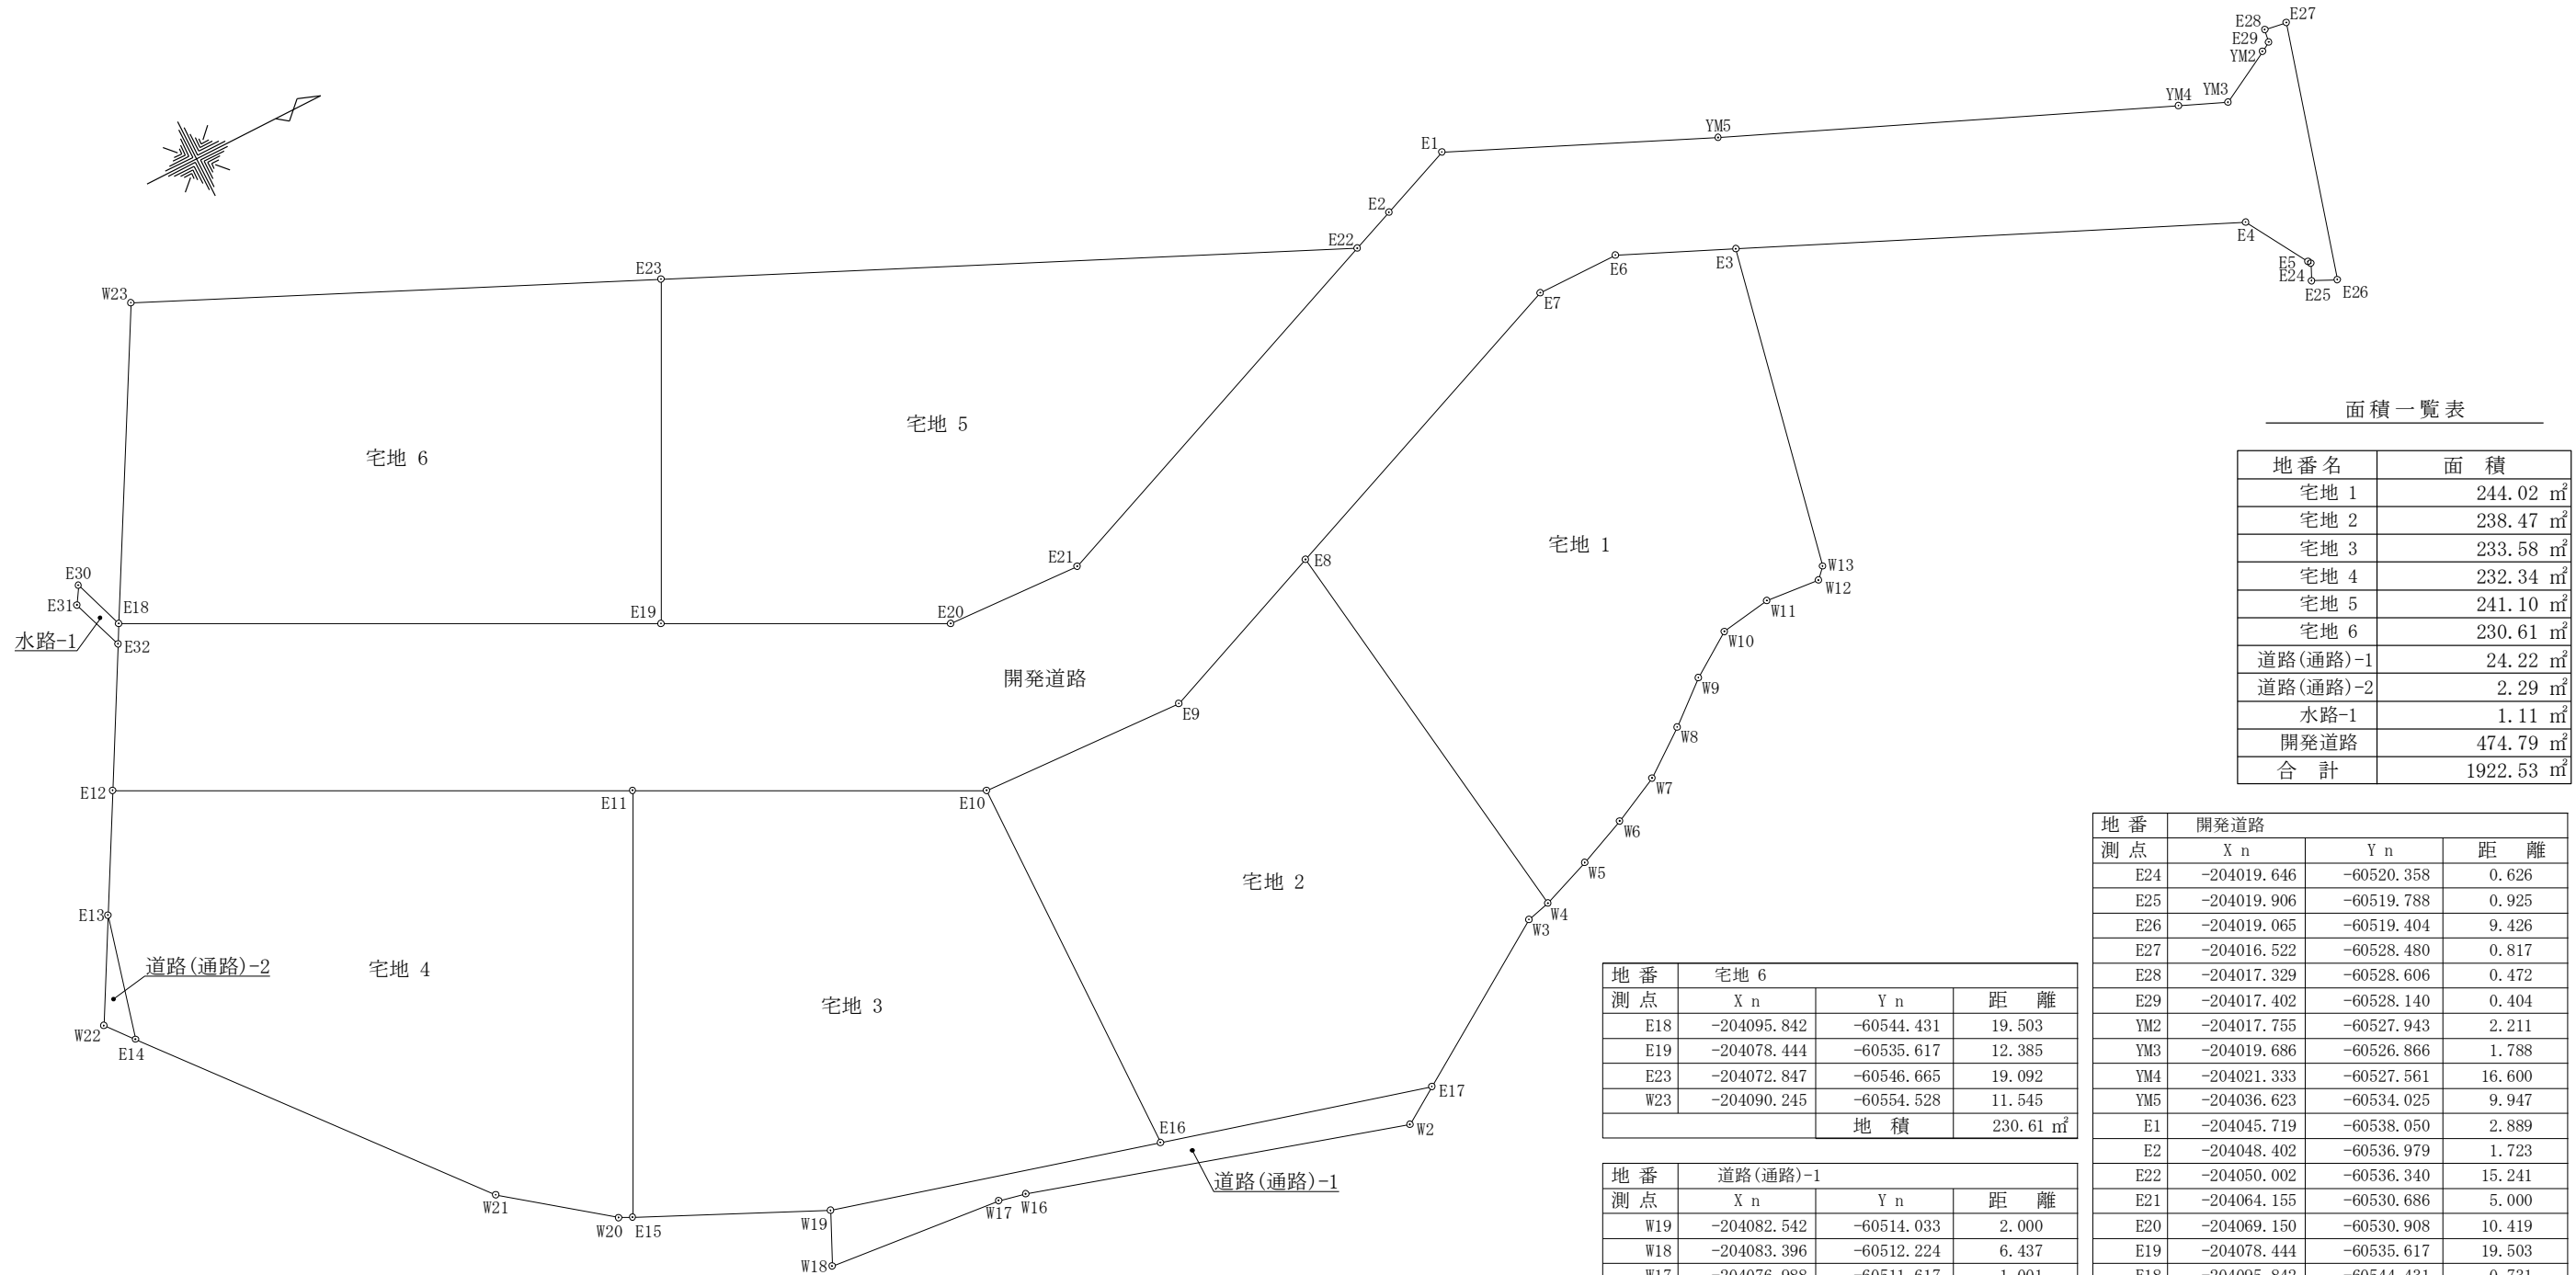 E28 E27
E29
YM2
YM4 YM3
YM5
E1
E2
E22
E4
E23 E6 E3 E5
E24
W23 E7 E25 E26
面積一覧表
宅地 5
宅地 6
地番名 面 積
宅地 1 244.02 ㎡
宅地 2 238.47 ㎡
宅地 3 233.58 ㎡
宅地 4 232.34 ㎡
宅地 5 241.10 ㎡
宅地 6 230.61 ㎡
道路(通路)-1 24.22 ㎡
道路(通路)-2 2.29 ㎡
水路-1 1.11 ㎡
開発道路 474.79 ㎡
合 計 1922.53 ㎡
宅地 1
E21 E8 W13
E30 W12
E31 E18 E19 E20 W11
水路-1 E32 W10
開発道路 W9
E9
W8
E12 E11 E10 W7
W6
W5
宅地 2
W4
E13 W3
道路(通路)-2 宅地 4
宅地 3
W22
E14
E17
E16 W2
道路(通路)-1
W21 W20 E15 W19 W17 W16
W18
地 番 宅地 6
測 点 X n Y n 距 離
E18 -204095.842 -60544.431 19.503
E19 -204078.444 -60535.617 12.385
E23 -204072.847 -60546.665 19.092
W23 -204090.245 -60554.528 11.545
地 積 230.61 ㎡
地 番 道路(通路)-1
測 点 X n Y n 距 離
W19 -204082.542 -60514.033 2.000
W18 -204083.396 -60512.224 6.437
W17 -204076.988 -60511.617 1.001
地 番 開発道路
測 点 X n Y n 距 離
E24 -204019.646 -60520.358 0.626
E25 -204019.906 -60519.788 0.925
E26 -204019.065 -60519.404 9.426
E27 -204016.522 -60528.480 0.817
E28 -204017.329 -60528.606 0.472
E29 -204017.402 -60528.140 0.404
YM2 -204017.755 -60527.943 2.211
YM3 -204019.686 -60526.866 1.788
YM4 -204021.333 -60527.561 16.600
YM5 -204036.623 -60534.025 9.947
E1 -204045.719 -60538.050 2.889
E2 -204048.402 -60536.979 1.723
E22 -204050.002 -60536.340 15.241
E21 -204064.155 -60530.686 5.000
E20 -204069.150 -60530.908 10.419
E19 -204078.444 -60535.617 19.503
E18 -204095.842 -60544.431 0.731